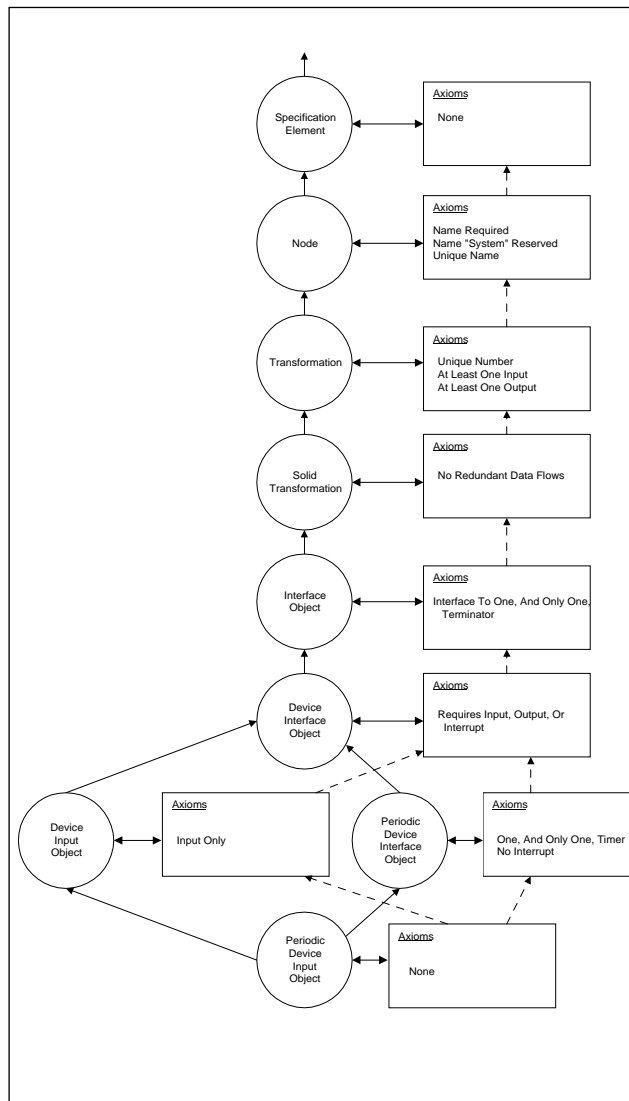 Axioms
None
Specification
Element
Axioms
Name Required
Name "System" Reserved
Unique Name
Node
Axioms
Unique Number
At Least One Input
At Least One Output
Transformation
Axioms
No Redundant Data Flows
Solid
Transformation
Axioms
Interface To One, And Only One,
Terminator
Interface
Object
Axioms
Requires Input, Output, Or
Interrupt
Device
Interface
Object
Axioms
Input Only
Device
Input
Object
Axioms
One, And Only One, Timer
No Interrupt
Periodic
Device
Interface
Object
Axioms
None
Periodic
Device
Input
Object